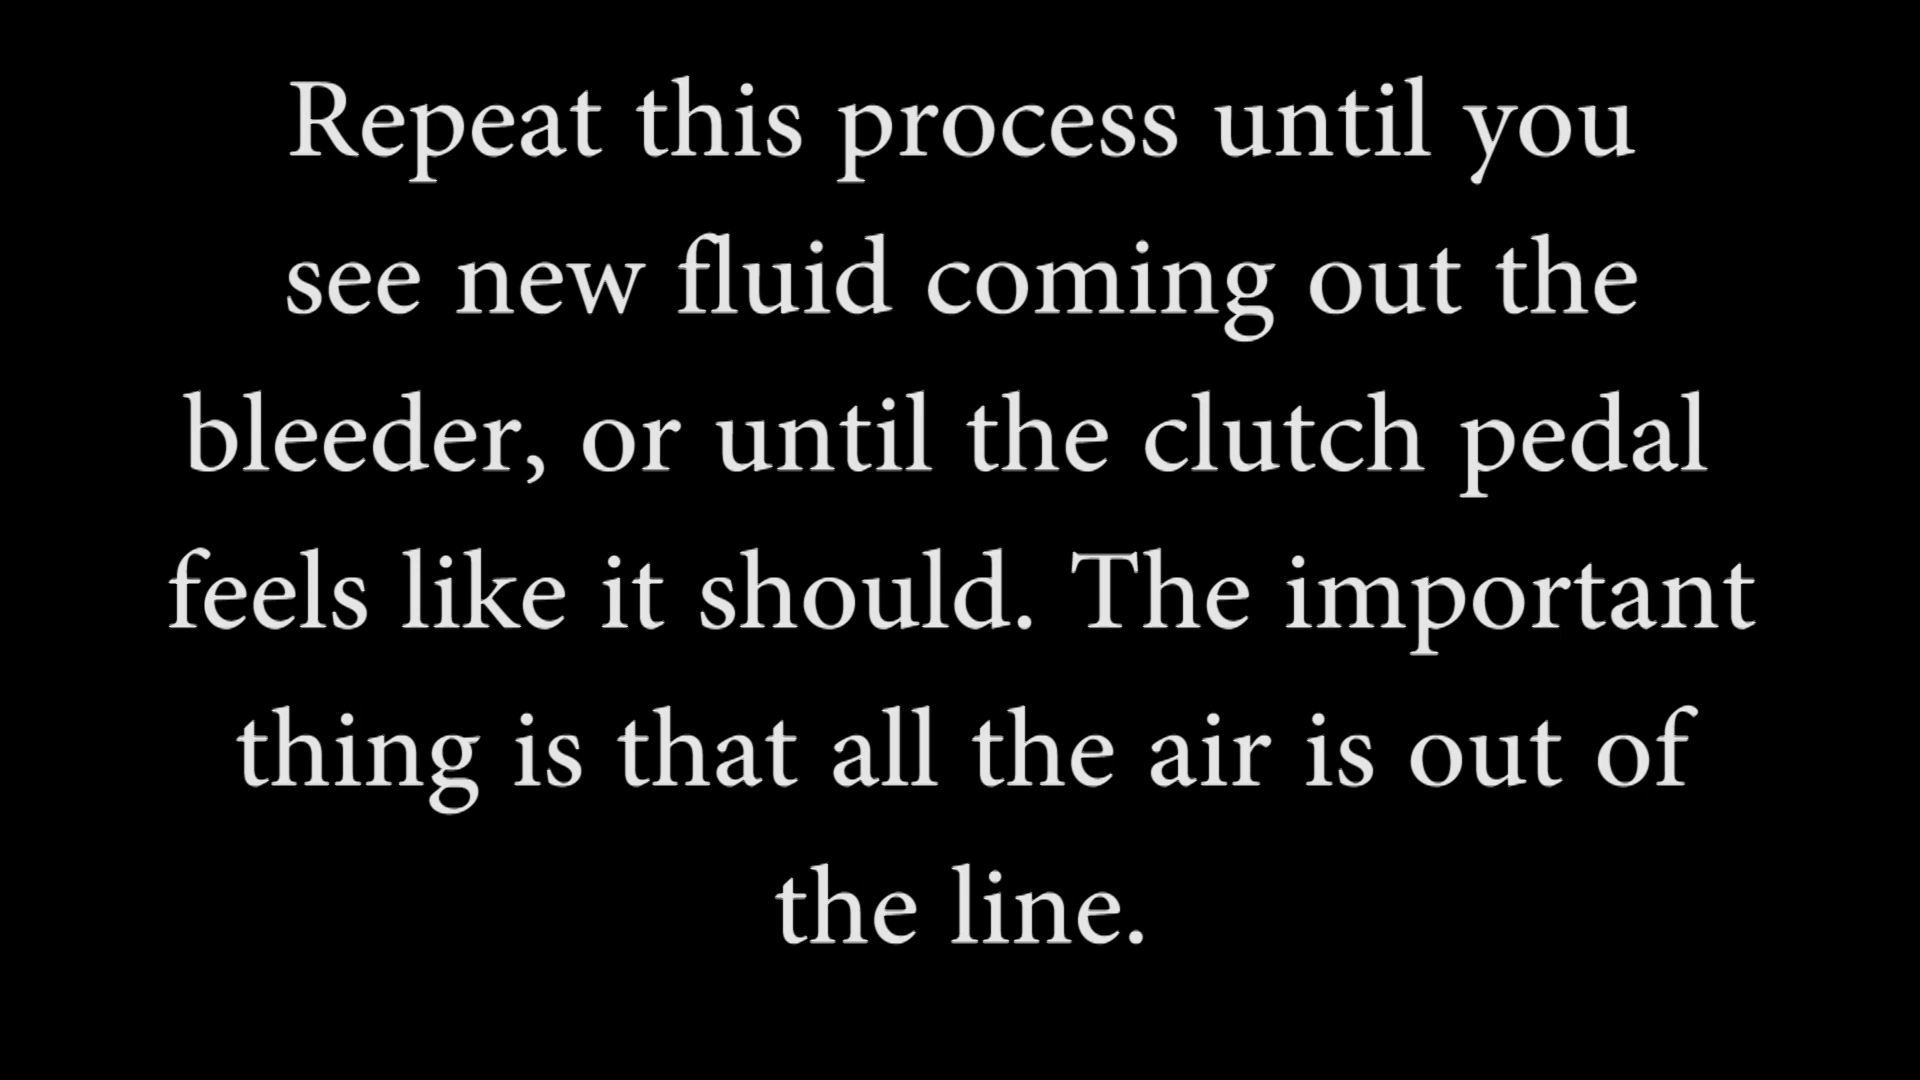 Repeat this process until you
see new fluid coming out the
bleeder, or until the clutch pedal
feels like it should. The important
thing is that all the air is out of
the line.